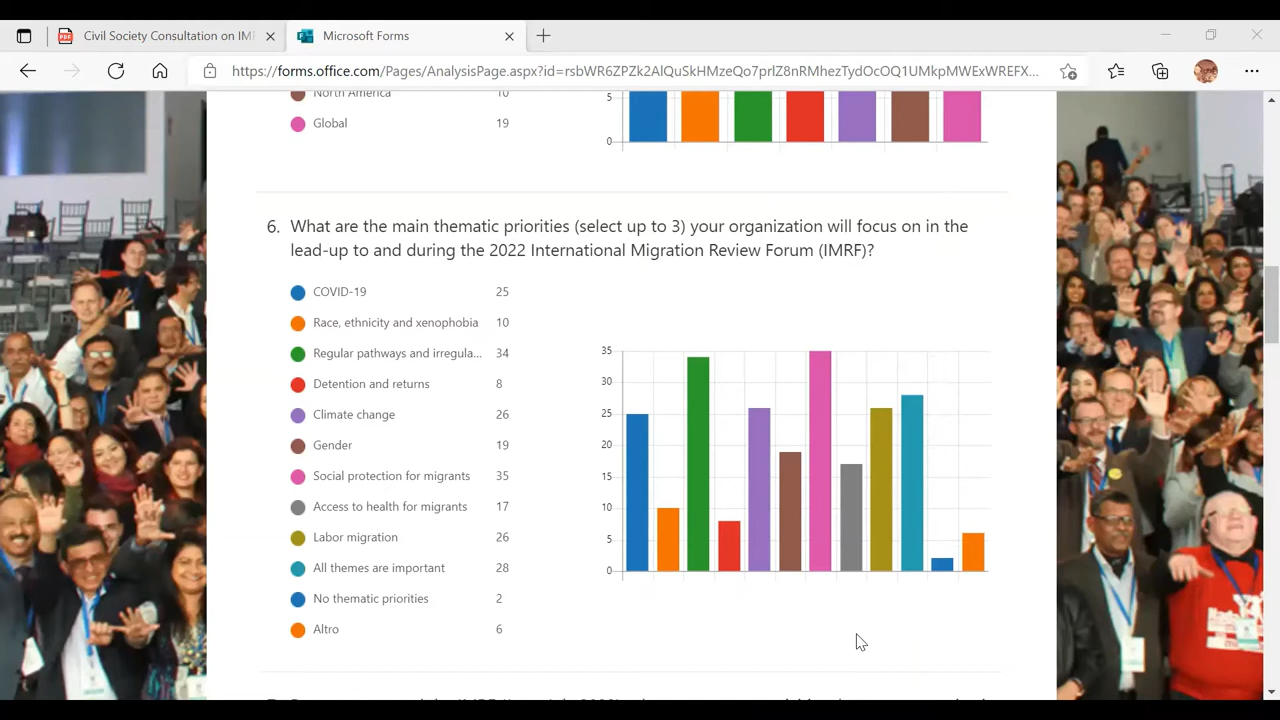 Civil Society Consultation on IMR
Microsoft Forms
https://forms.office.com/Pages/AnalysisPage.aspx?id=rsbWR6ZPZk2AlQuSkHMzeQo7prlZ8nRMhezTydOcOQ1UMkpMWExWREFX...
North America 10
Global 19
5
0
6. What are the main thematic priorities (select up to 3) your organization will focus on in the
lead-up to and during the 2022 International Migration Review Forum (IMRF)?
COVID-19 25
Race, ethnicity and xenophobia 10
Regular pathways and irregula... 34
Detention and returns 8
Climate change 26
Gender 19
Social protection for migrants 35
Access to health for migrants 17
Labor migration 26
All themes are important 28
No thematic priorities 2
Altro 6
35
30
25
20
15
10
5
0